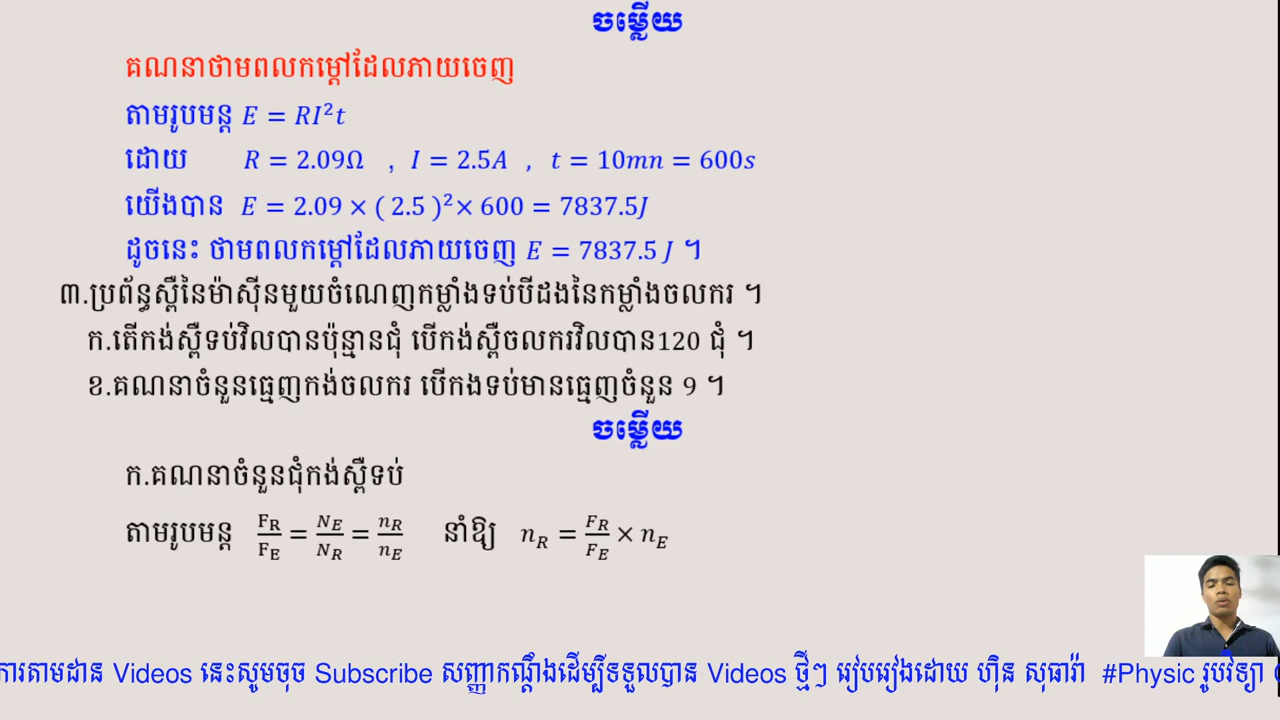 ចម្លើយ
គណនាថាមពលកម្ដៅដែលភាយចេញ
តាមរូបមន្ត E = RI²t
ដោយ R = 2.09Ω , I = 2.5A , t = 10mn = 600s
យើងបាន E = 2.09 × ( 2.5 )² × 600 = 7837.5J
ដូចនេះ ថាមពលកម្ដៅដែលភាយចេញ E = 7837.5 J ។
៣.ប្រព័ន្ធស្ពឺនៃម៉ាស៊ីនមួយចំណេញកម្លាំងទប់បីដងនៃកម្លាំងចលករ ។
ក.តើកង់ស្ពឺទប់វិលបានប៉ុន្មានជុំ បើកង់ស្ពឺចលករវិលបាន120 ជុំ ។
ខ.គណនាចំនួនធ្មេញកង់ចលករ បើកងទប់មានធ្មេញចំនួន 9 ។
ចម្លើយ
ក.គណនាចំនួនជុំកង់ស្ពឺទប់
តាមរូបមន្ត F_R/F_E = N_E/N_R = n_R/n_E នាំឱ្យ n_R = F_R/F_E × n_E
ការតាមដាន Videos នេះសូមចុច Subscribe សញ្ញាកណ្ដឹងដើម្បីទទួលបាន Videos ថ្មីៗ រៀបរៀងដោយ ហ៊ិន សុធារ៉ា #Physic រូបវិទ្យា